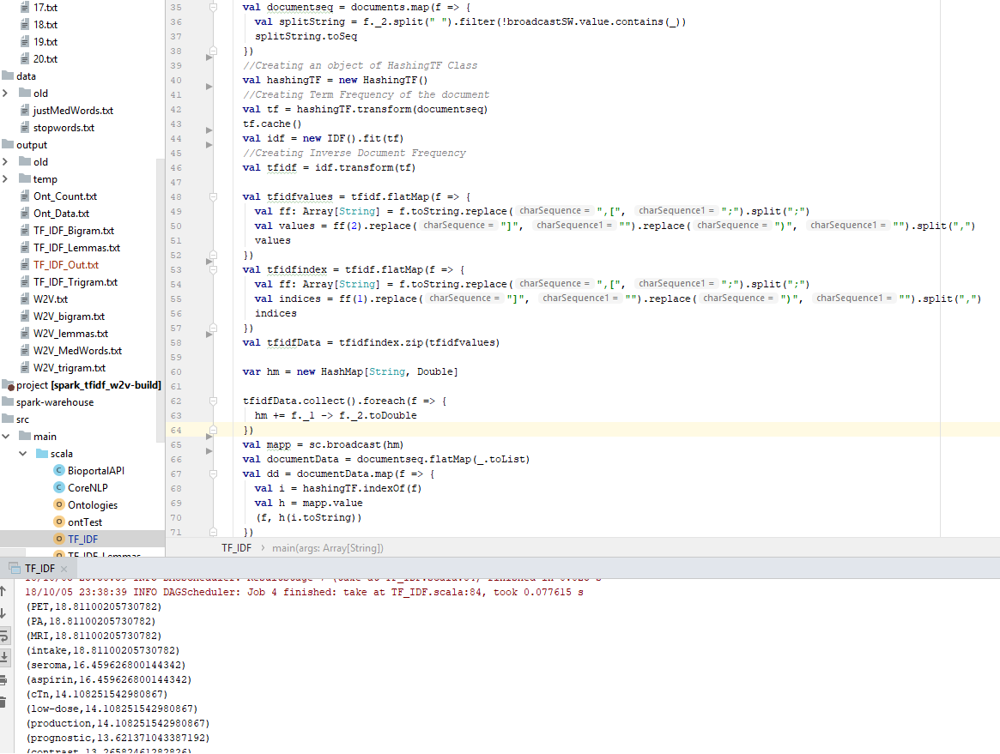 17.txt
18.txt
19.txt
20.txt
data
old
justMedWords.txt
stopwords.txt
output
old
temp
Ont_Count.txt
Ont_Data.txt
TF_IDF_Bigram.txt
TF_IDF_Lemmas.txt
TF_IDF_Out.txt
TF_IDF_Trigram.txt
W2V.txt
W2V_bigram.txt
W2V_lemmas.txt
W2V_MedWords.txt
W2V_trigram.txt
project [spark_tfidf_w2v-build]
spark-warehouse
src
main
scala
BioportalAPI
CoreNLP
Ontologies
ontTest
TF_IDF
TF_IDF_Lemmas
35 val documentseq = documents.map(f => {
36 val splitString = f._2.split(" ").filter(!broadcastSW.value.contains(_))
37 splitString.toSeq
38 })
39 //Creating an object of HashingTF Class
40 val hashingTF = new HashingTF()
41 //Creating Term Frequency of the document
42 val tf = hashingTF.transform(documentseq)
43 tf.cache()
44 val idf = new IDF().fit(tf)
45 //Creating Inverse Document Frequency
46 val tfidf = idf.transform(tf)
47
48 val tfidfvalues = tfidf.flatMap(f => {
49 val ff: Array[String] = f.toString.replace( charSequence = ",[", charSequence1 = ";").split(";")
50 val values = ff(2).replace( charSequence = "]", charSequence1 = "").replace( charSequence = ")", charSequence1 = "").split(",")
51 values
52 })
53 val tfidfindex = tfidf.flatMap(f => {
54 val ff: Array[String] = f.toString.replace( charSequence = ",[", charSequence1 = ";").split(";")
55 val indices = ff(1).replace( charSequence = "]", charSequence1 = "").replace( charSequence = ")", charSequence1 = "").split(",")
56 indices
57 })
58 val tfidfData = tfidfindex.zip(tfidfvalues)
59
60 var hm = new HashMap[String, Double]
61
62 tfidfData.collect().foreach(f => {
63 hm += f._1 -> f._2.toDouble
64 })
65 val mapp = sc.broadcast(hm)
66 val documentData = documentseq.flatMap(_.toList)
67 val dd = documentData.map(f => {
68 val i = hashingTF.indexOf(f)
69 val h = mapp.value
70 (f, h(i.toString))
71 })
TF_IDF > main(args: Array[String])
TF_IDF
18/10/05 23:38:39 INFO DAGScheduler: Job 4 finished: take at TF_IDF.scala:84, took 0.077615 s
(PET,18.81100205730782)
(PA,18.81100205730782)
(MRI,18.81100205730782)
(intake,18.81100205730782)
(seroma,16.459626800144342)
(aspirin,16.459626800144342)
(cTn,14.108251542980867)
(low-dose,14.108251542980867)
(production,14.108251542980867)
(prognostic,13.621371043387192)
(contrast,13.26582461282826)